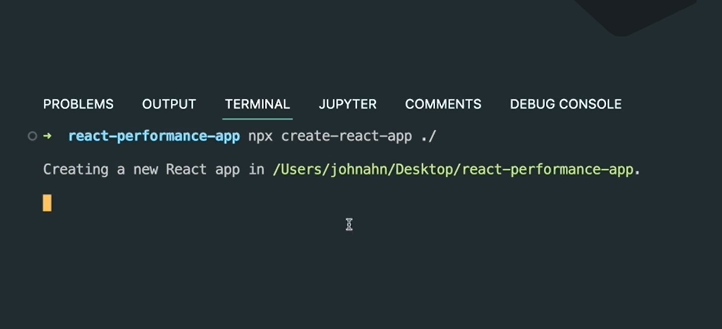 PROBLEMS OUTPUT TERMINAL JUPYTER COMMENTS DEBUG CONSOLE
➜ react-performance-app npx create-react-app ./
Creating a new React app in /Users/johnahn/Desktop/react-performance-app.